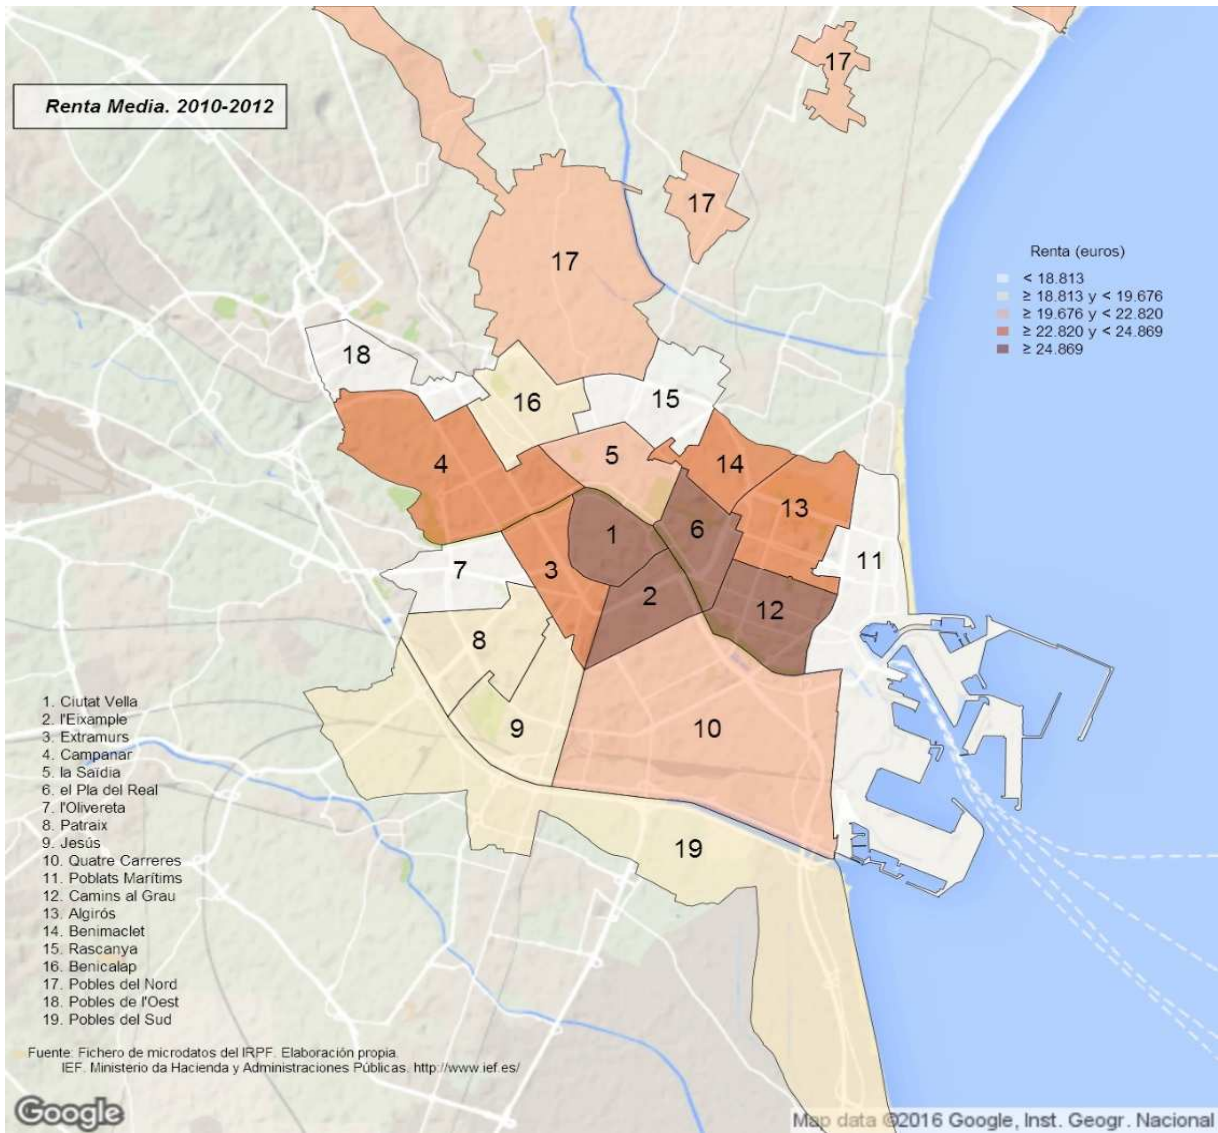 Renta Media. 2010-2012
17
17
17
Renta (euros)
< 18.813
≥ 18.813 y < 19.676
≥ 19.676 y < 22.820
≥ 22.820 y < 24.869
≥ 24.869
18
16
15
4
5
14
13
1
6
11
7
3
2
12
8
9
10
19
1. Ciutat Vella
2. l'Eixample
3. Extramurs
4. Campanar
5. la Saïdia
6. el Pla del Real
7. l'Olivereta
8. Patraix
9. Jesús
10. Quatre Carreres
11. Poblats Marítims
12. Camins al Grau
13. Algirós
14. Benimaclet
15. Rascanya
16. Benicalap
17. Pobles del Nord
18. Pobles de l'Oest
19. Pobles del Sud
Fuente: Fichero de microdatos del IRPF. Elaboración propia.
IEF. Ministerio da Hacienda y Administraciones Públicas. http://www.ief.es/
Google
Map data ©2016 Google, Inst. Geogr. Nacional